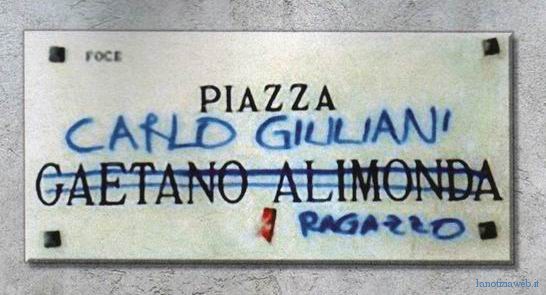 FOCE
PIAZZA
CARLO GIULIANI
GAETANO ALIMONDA
RAGAZZO
lanotiziaweb.it